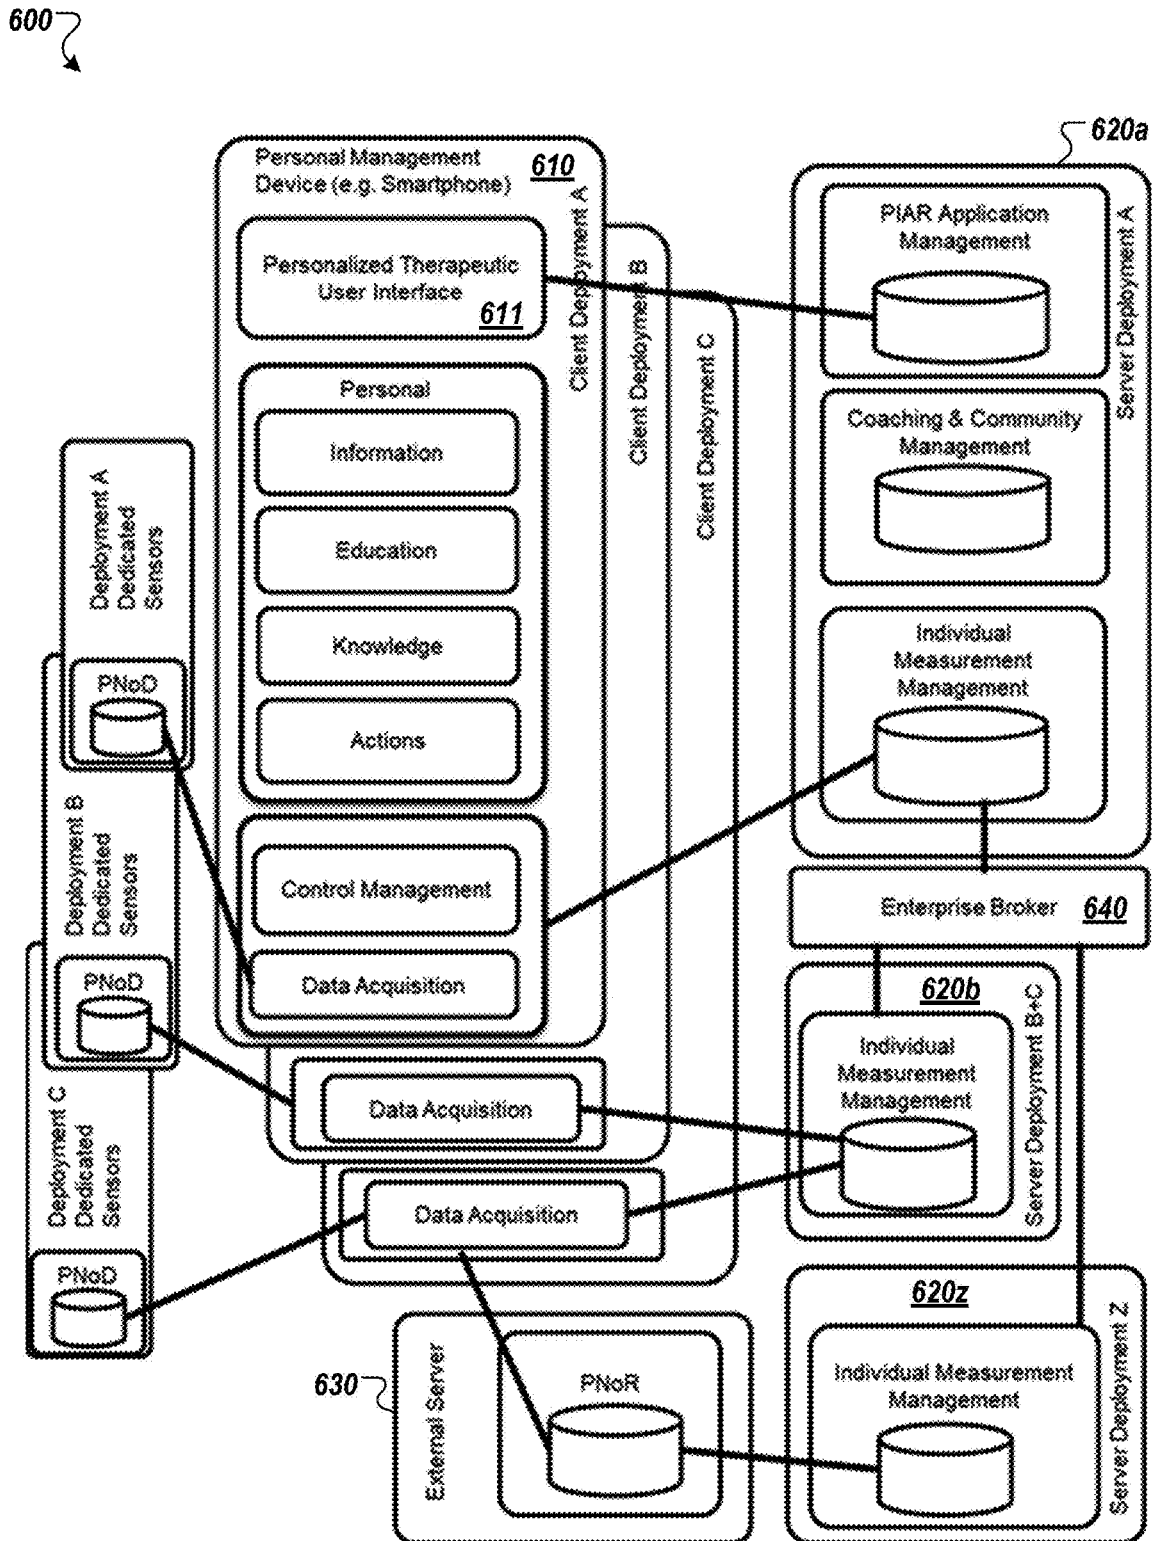 600
620a
Personal Management
Device (e.g. Smartphone)
610
Client Deployment A
Personalized Therapeutic
User Interface
611
Personal
Information
Education
Knowledge
Actions
Control Management
Data Acquisition
Client Deployment B
Data Acquisition
Client Deployment C
Data Acquisition
Deployment A
Dedicated
Sensors
PNoD
Deployment B
Dedicated
Sensors
PNoD
Deployment C
Dedicated
Sensors
PNoD
PIAR Application
Management
Server Deployment A
Coaching & Community
Management
Individual
Measurement
Management
Enterprise Broker
640
620b
Individual
Measurement
Management
Server Deployment B+C
620z
Individual Measurement
Management
Server Deployment Z
630
External Server
PNoR